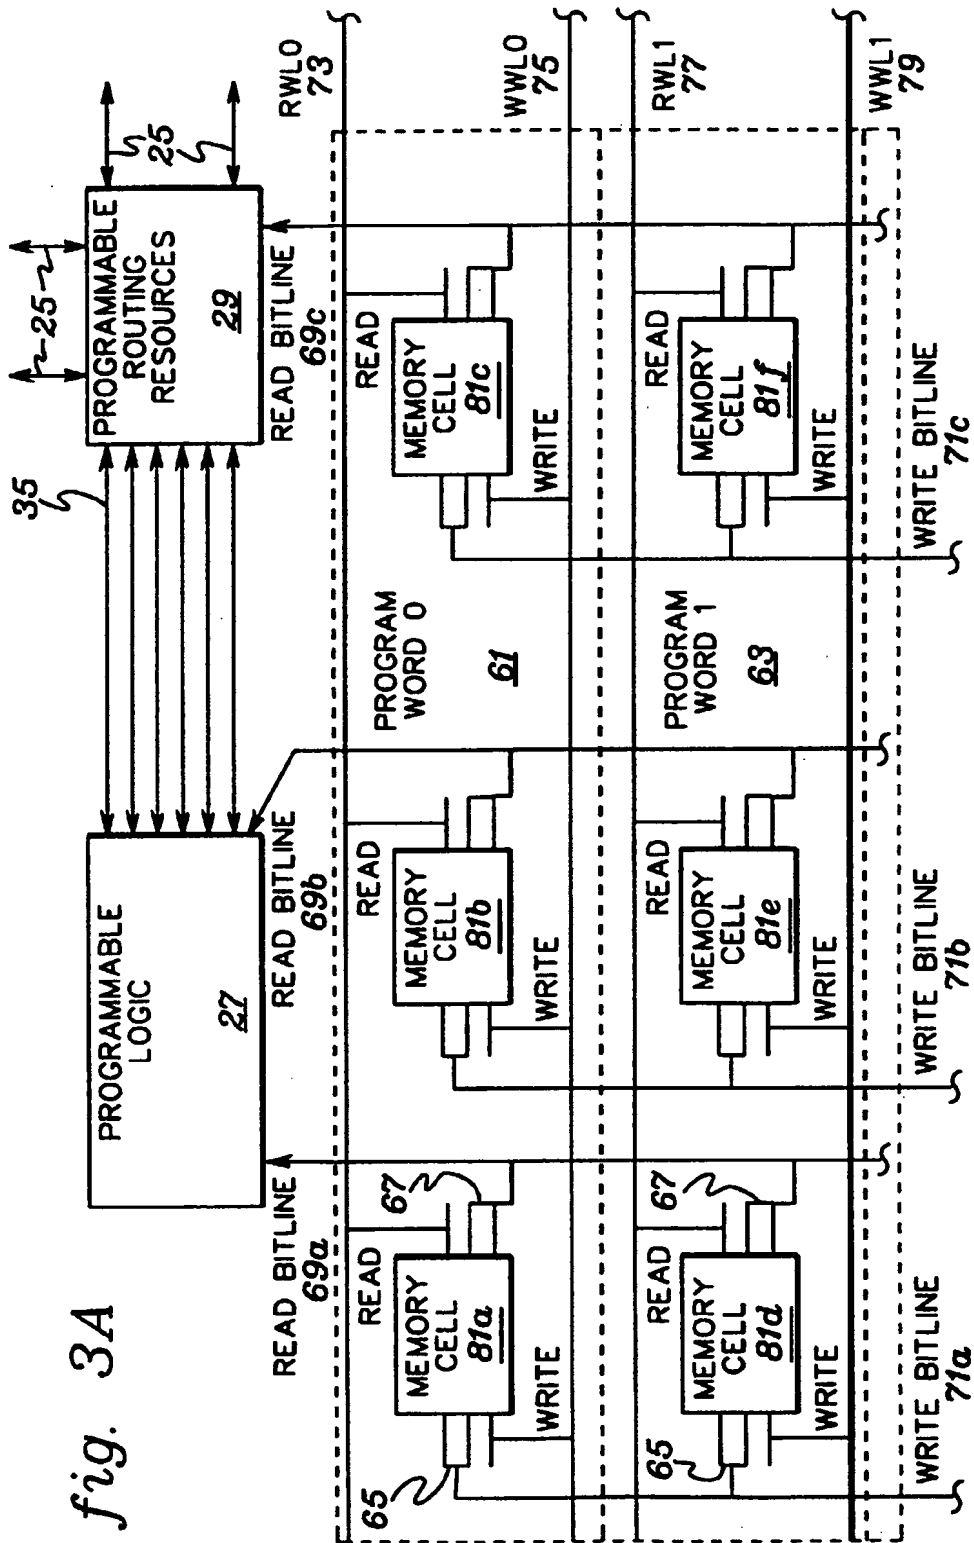 fig. 3A
PROGRAMMABLE
LOGIC
27
35
PROGRAMMABLE
ROUTING
RESOURCES
29
25
25
READ BITLINE
69a
READ BITLINE
69b
READ BITLINE
69c
RWL0
73
READ
67
READ
READ
MEMORY
CELL
81a
MEMORY
CELL
81b
MEMORY
CELL
81c
PROGRAM
WORD 0
61
65
WRITE
WRITE
WRITE
WWL0
75
RWL1
77
READ
67
READ
READ
MEMORY
CELL
81d
MEMORY
CELL
81e
MEMORY
CELL
81f
PROGRAM
WORD 1
63
65
WRITE
WRITE
WRITE
WWL1
79
WRITE BITLINE
71a
WRITE BITLINE
71b
WRITE BITLINE
71c